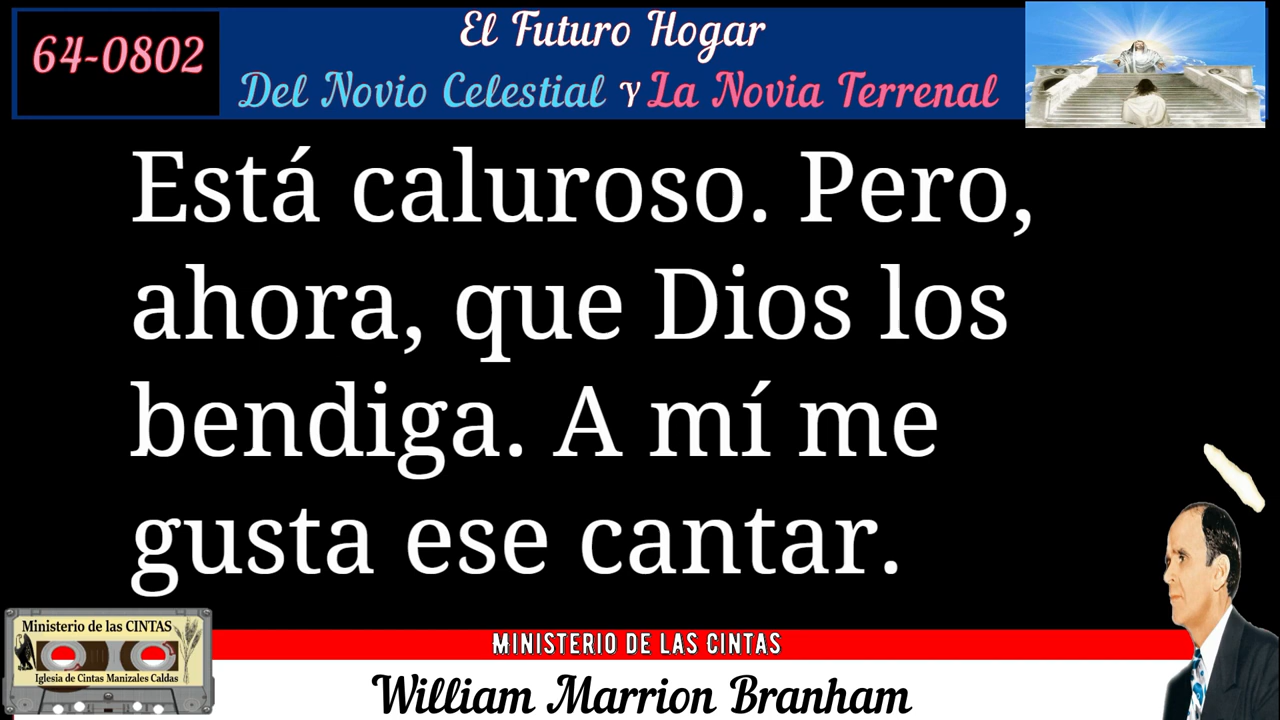 64-0802
El Futuro Hogar
Del Novio Celestial y La Novia Terrenal
Está caluroso. Pero,
ahora, que Dios los
bendiga. A mí me
gusta ese cantar.
Ministerio de las CINTAS
Iglesia de Cintas Manizales Caldas
MINISTERIO DE LAS CINTAS
William Marrion Branham